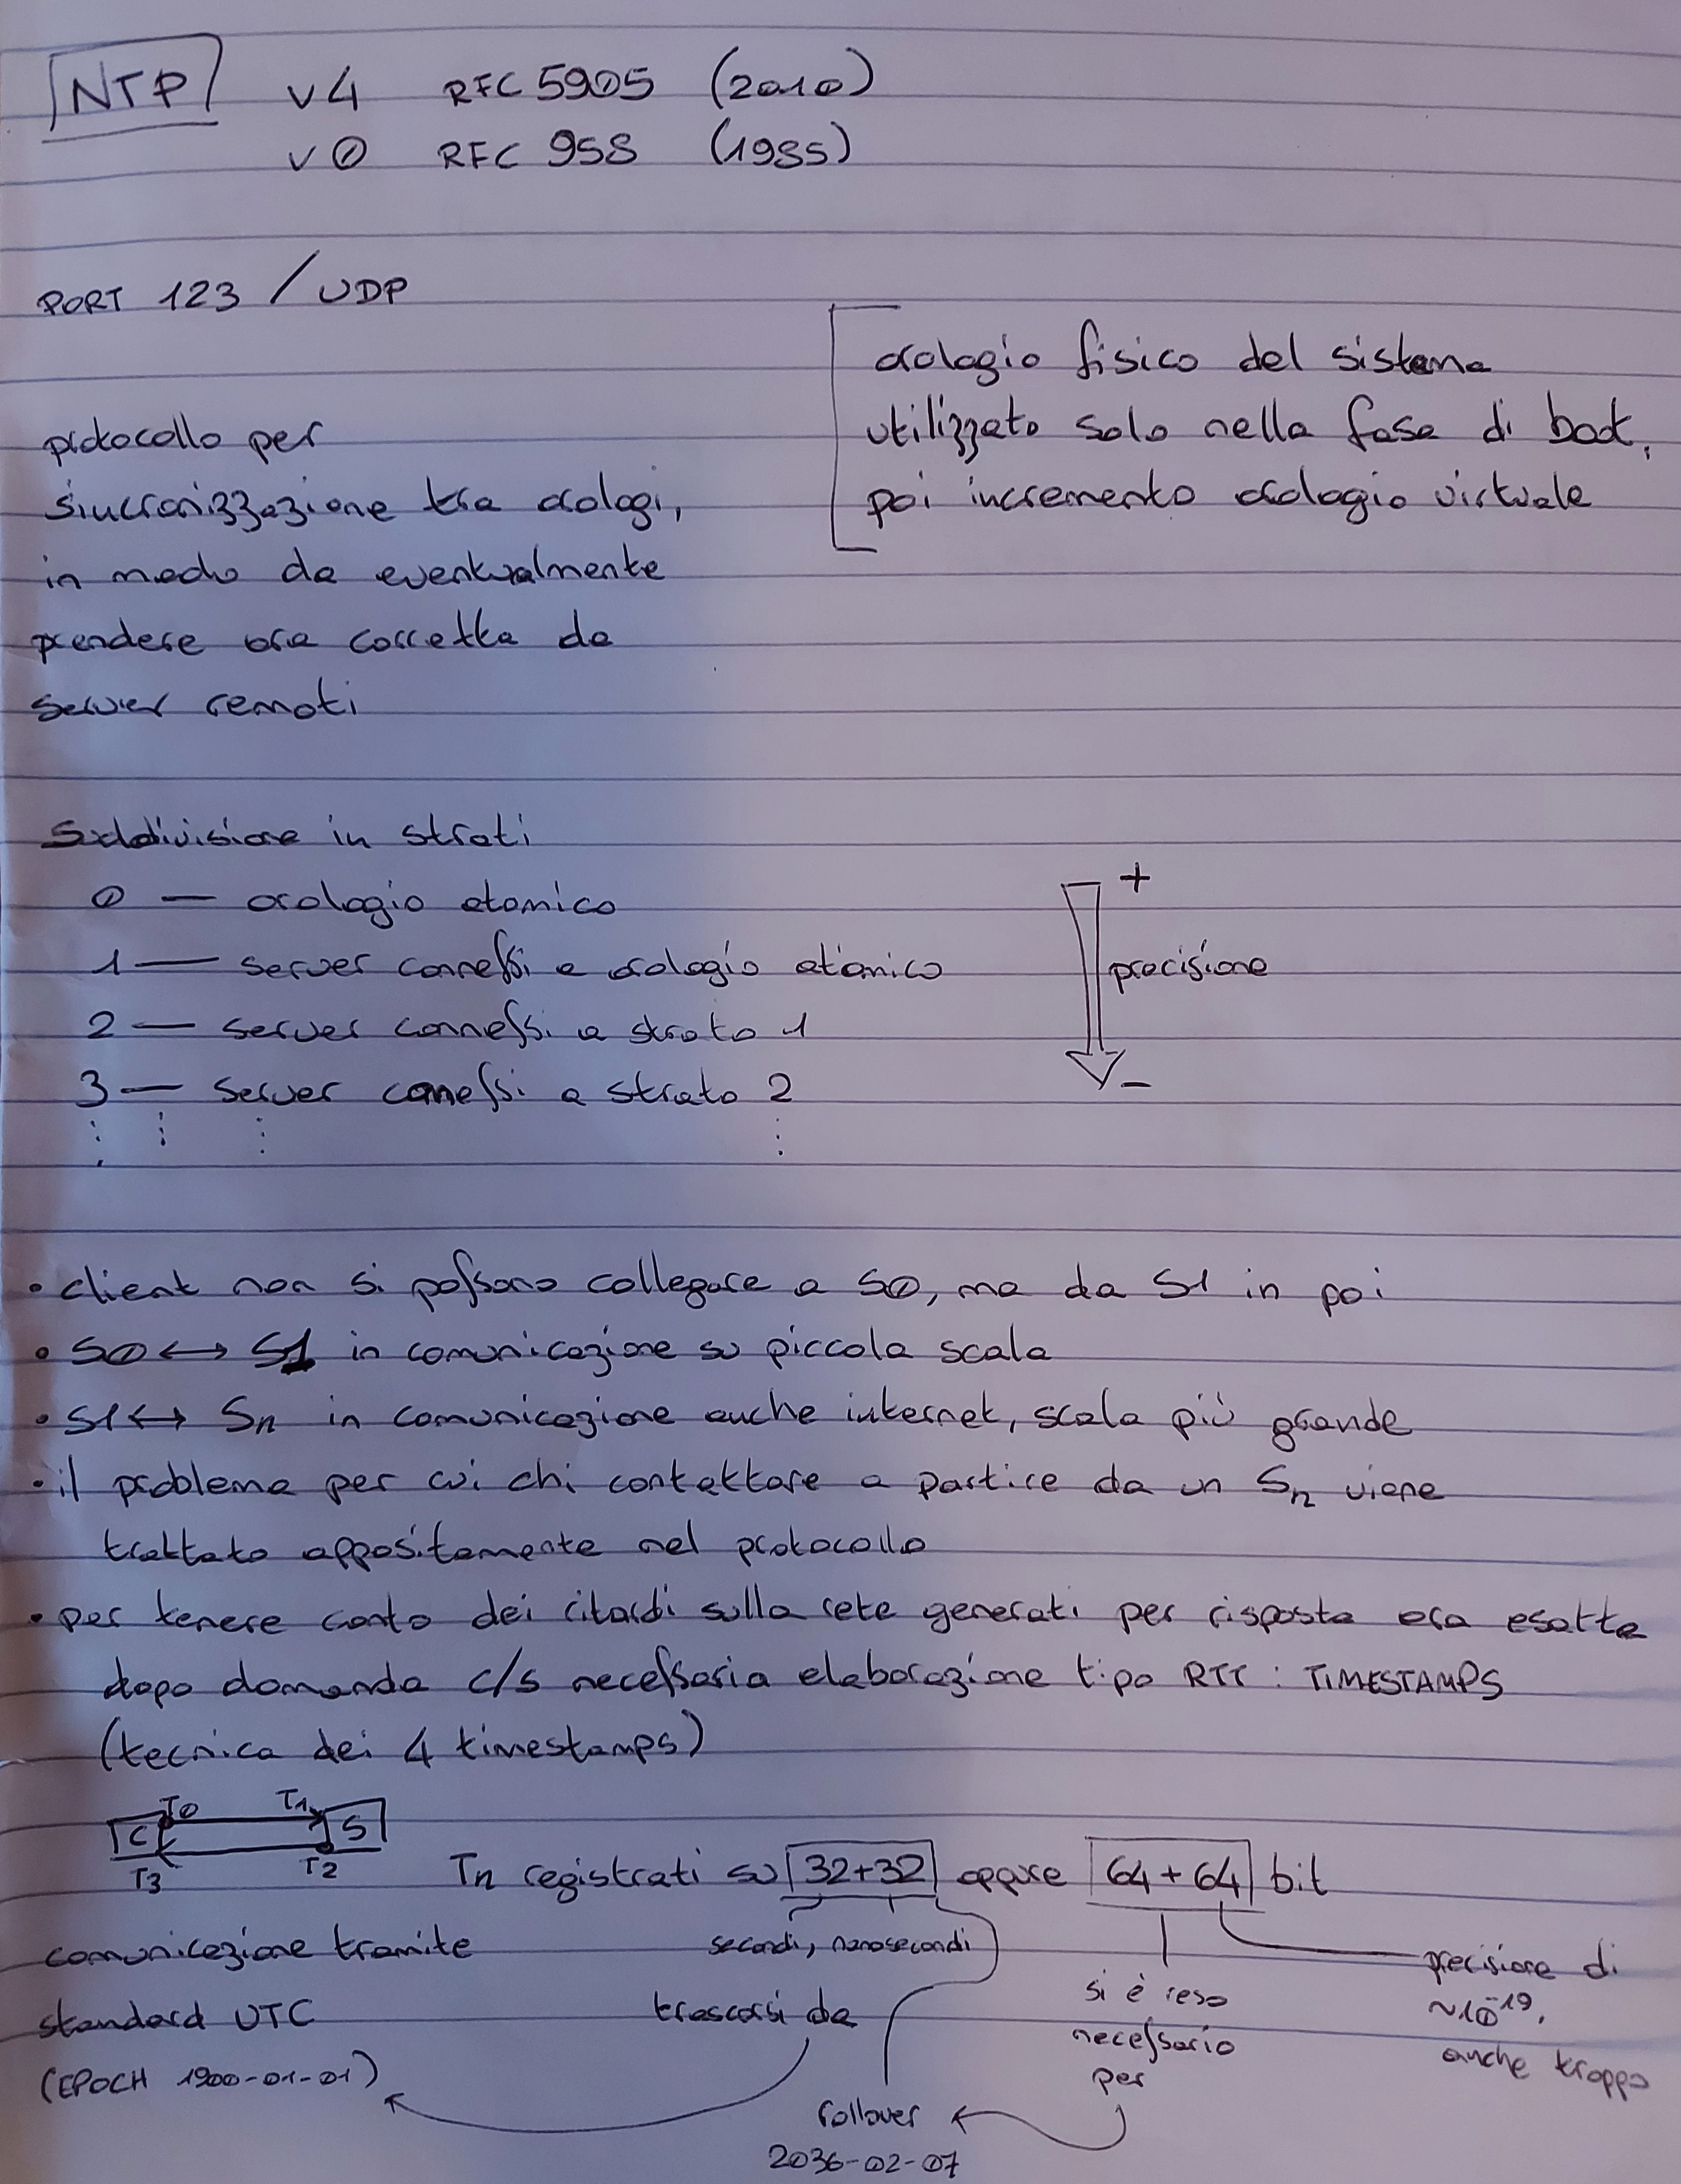 NTP v4 RFC 5905 (2010)
v0 RFC 958 (1985)
PORT 123 / UDP
orologio fisico del sistema
utilizzato solo nella fase di boot,
poi incremento orologio virtuale
protocollo per
sincronizzazione tra orologi,
in modo da eventualmente
prendere ora corretta da
server remoti
Suddivisione in strati
0 — orologio atomico
1 — server connessi a orologio atomico
2 — server connessi a strato 1
3 — server connessi a strato 2
+
precisione
-
• client non si possono collegare a S0, ma da S1 in poi
• S0 ↔ S1 in comunicazione su piccola scala
• S1 ↔ Sn in comunicazione anche internet, scala più grande
• il problema per cui chi contattare a partire da un Sn viene
trattato appositamente nel protocollo
• per tenere conto dei ritardi sulla rete generati per risposta ora esatta
dopo domanda c/s necessaria elaborazione tipo RTT : TIMESTAMPS
(tecnica dei 4 timestamps)
T0 T1
C S
T3 T2
Tn registrati su 32+32 oppure 64+64 bit
secondi, nanosecondi
trascorsi da
comunicazione tramite
standard UTC
(EPOCH 1900-01-01)
si è reso
necessario
per
rollover
2036-02-07
precisione di
~10⁻¹⁹,
anche troppo